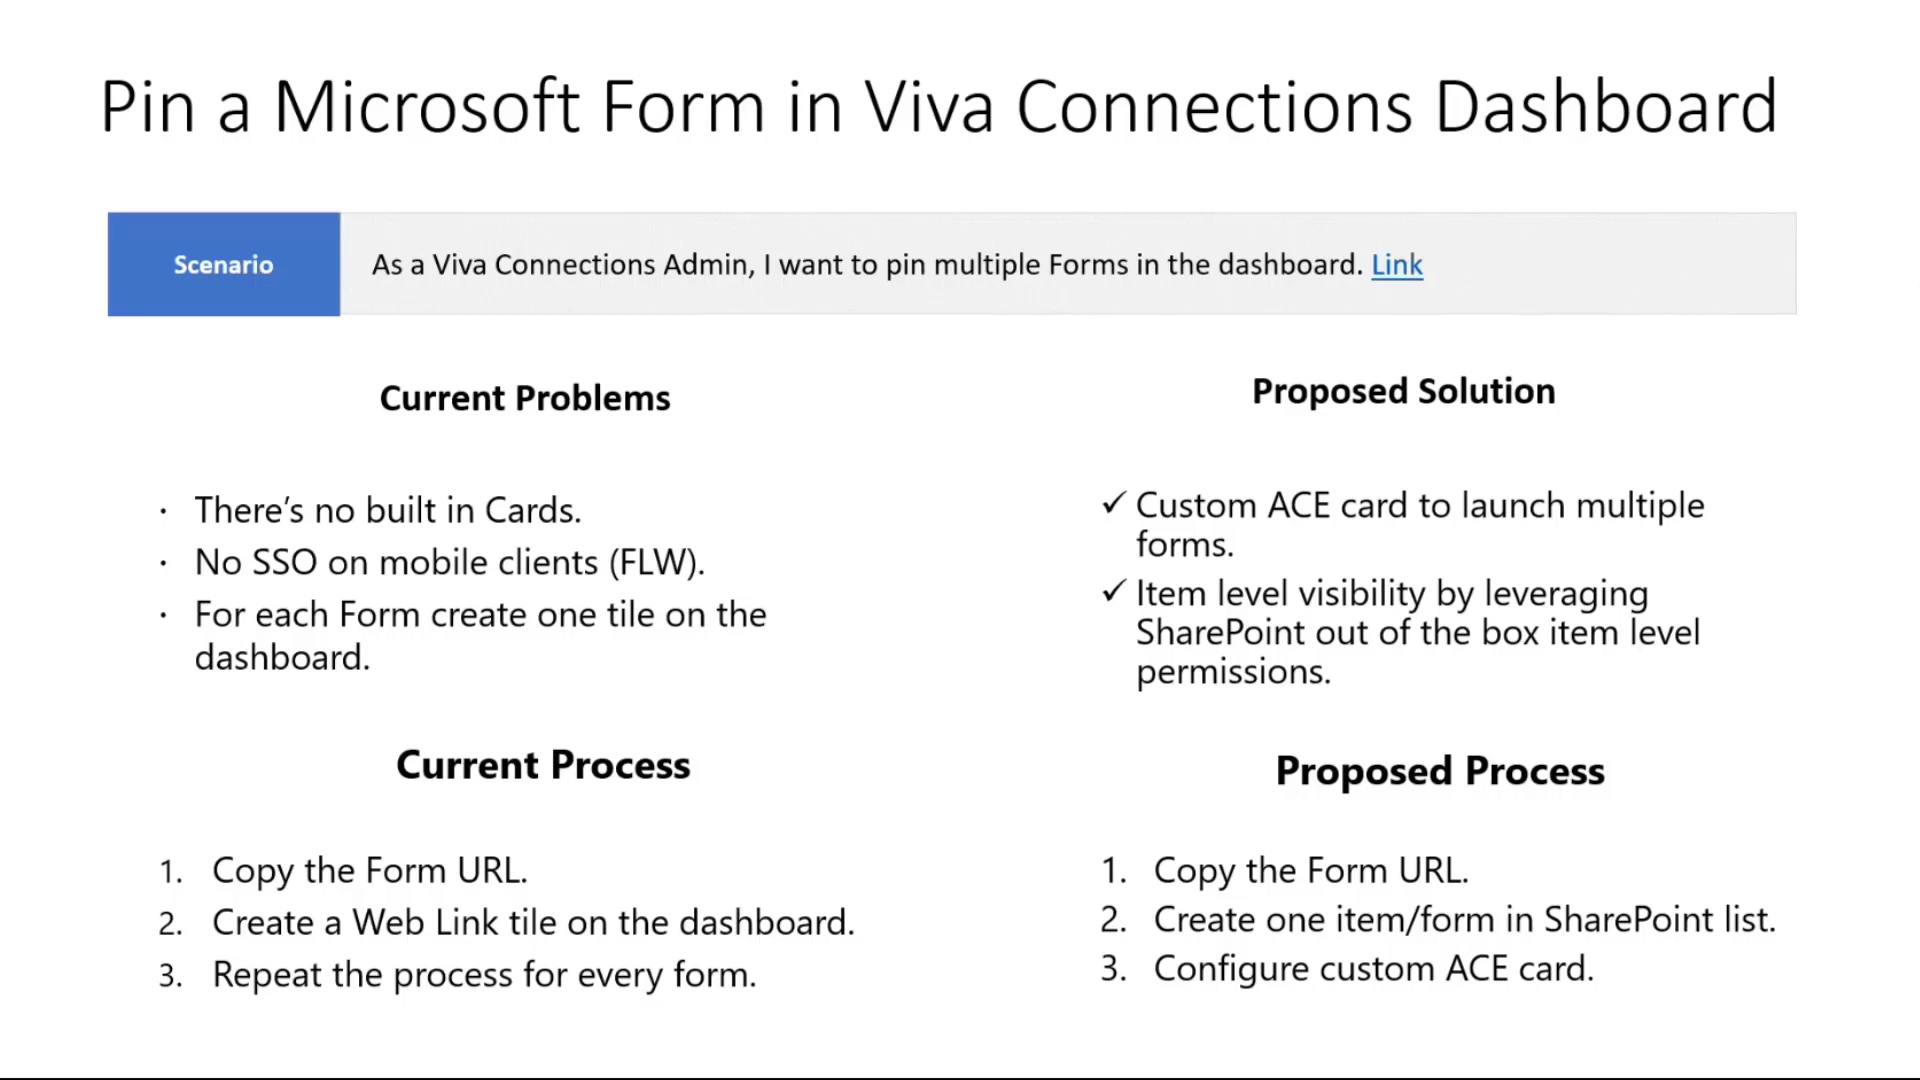 Pin a Microsoft Form in Viva Connections Dashboard
Scenario
As a Viva Connections Admin, I want to pin multiple Forms in the dashboard. Link
Current Problems
· There's no built in Cards.
· No SSO on mobile clients (FLW).
· For each Form create one tile on the
dashboard.
Proposed Solution
✓ Custom ACE card to launch multiple
forms.
✓ Item level visibility by leveraging
SharePoint out of the box item level
permissions.
Current Process
1. Copy the Form URL.
2. Create a Web Link tile on the dashboard.
3. Repeat the process for every form.
Proposed Process
1. Copy the Form URL.
2. Create one item/form in SharePoint list.
3. Configure custom ACE card.